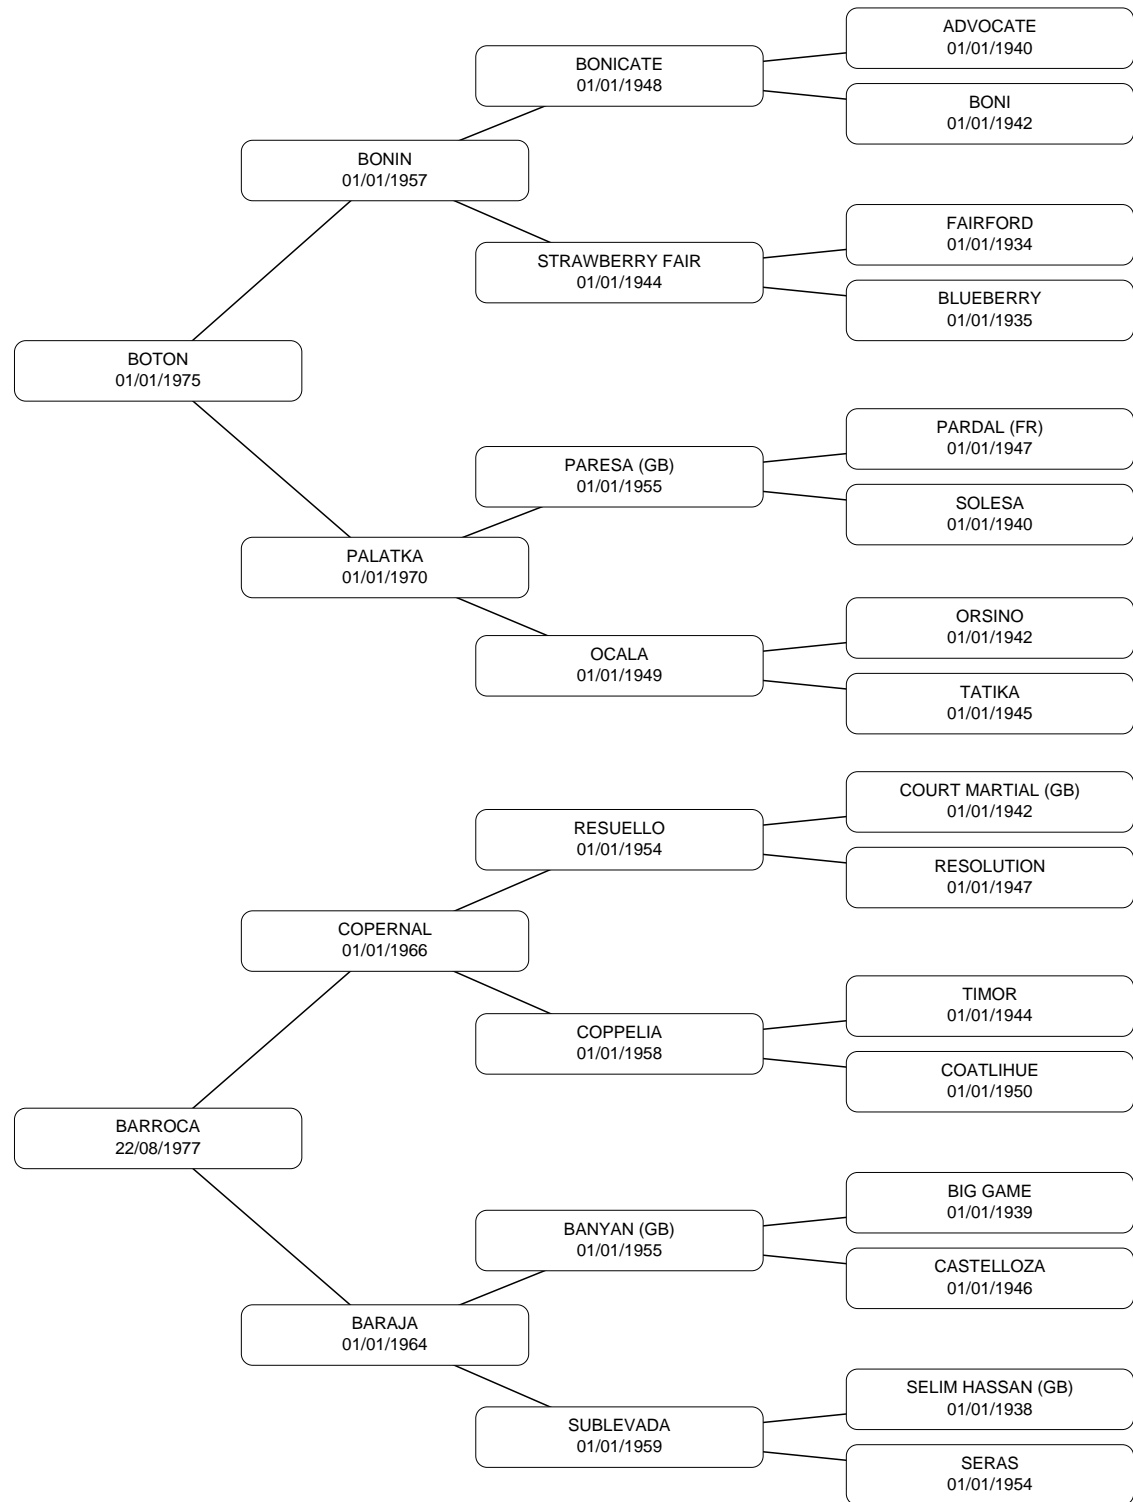 ADVOCATE
01/01/1940
BONICATE
01/01/1948
BONI
01/01/1942
BONIN
01/01/1957
FAIRFORD
01/01/1934
STRAWBERRY FAIR
01/01/1944
BLUEBERRY
01/01/1935
BOTON
01/01/1975
PARDAL (FR)
01/01/1947
PARESA (GB)
01/01/1955
SOLESA
01/01/1940
PALATKA
01/01/1970
ORSINO
01/01/1942
OCALA
01/01/1949
TATIKA
01/01/1945
COURT MARTIAL (GB)
01/01/1942
RESUELLO
01/01/1954
RESOLUTION
01/01/1947
COPERNAL
01/01/1966
TIMOR
01/01/1944
COPPELIA
01/01/1958
COATLIHUE
01/01/1950
BARROCA
22/08/1977
BIG GAME
01/01/1939
BANYAN (GB)
01/01/1955
CASTELLOZA
01/01/1946
BARAJA
01/01/1964
SELIM HASSAN (GB)
01/01/1938
SUBLEVADA
01/01/1959
SERAS
01/01/1954